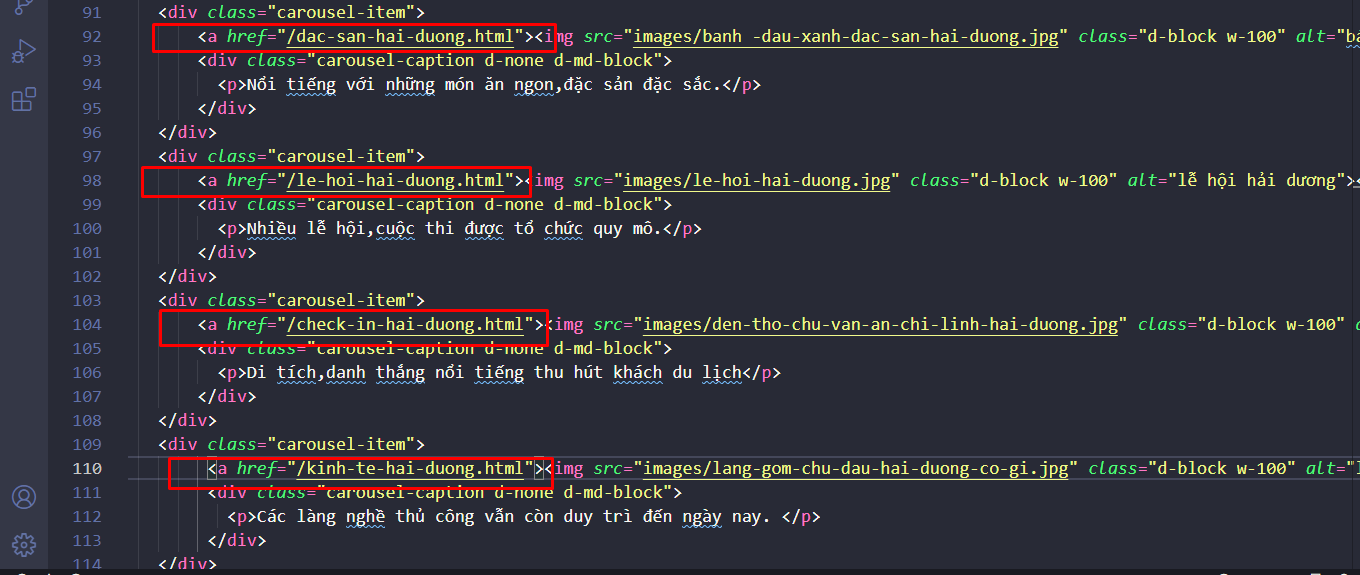 91 <div class="carousel-item">
92 <a href="/dac-san-hai-duong.html"><img src="images/banh -dau-xanh-dac-san-hai-duong.jpg" class="d-block w-100" alt="ba
93 <div class="carousel-caption d-none d-md-block">
94 <p>Nổi tiếng với những món ăn ngon,đặc sản đặc sắc.</p>
95 </div>
96 </div>
97 <div class="carousel-item">
98 <a href="/le-hoi-hai-duong.html"><img src="images/le-hoi-hai-duong.jpg" class="d-block w-100" alt="lễ hội hải dương"><
99 <div class="carousel-caption d-none d-md-block">
100 <p>Nhiều lễ hội,cuộc thi được tổ chức quy mô.</p>
101 </div>
102 </div>
103 <div class="carousel-item">
104 <a href="/check-in-hai-duong.html"><img src="images/den-tho-chu-van-an-chi-linh-hai-duong.jpg" class="d-block w-100"
105 <div class="carousel-caption d-none d-md-block">
106 <p>Di tích,danh thắng nổi tiếng thu hút khách du lịch</p>
107 </div>
108 </div>
109 <div class="carousel-item">
110 <a href="/kinh-te-hai-duong.html"><img src="images/lang-gom-chu-dau-hai-duong-co-gi.jpg" class="d-block w-100" alt="l
111 <div class="carousel-caption d-none d-md-block">
112 <p>Các làng nghề thủ công vẫn còn duy trì đến ngày nay. </p>
113 </div>
114 </div>